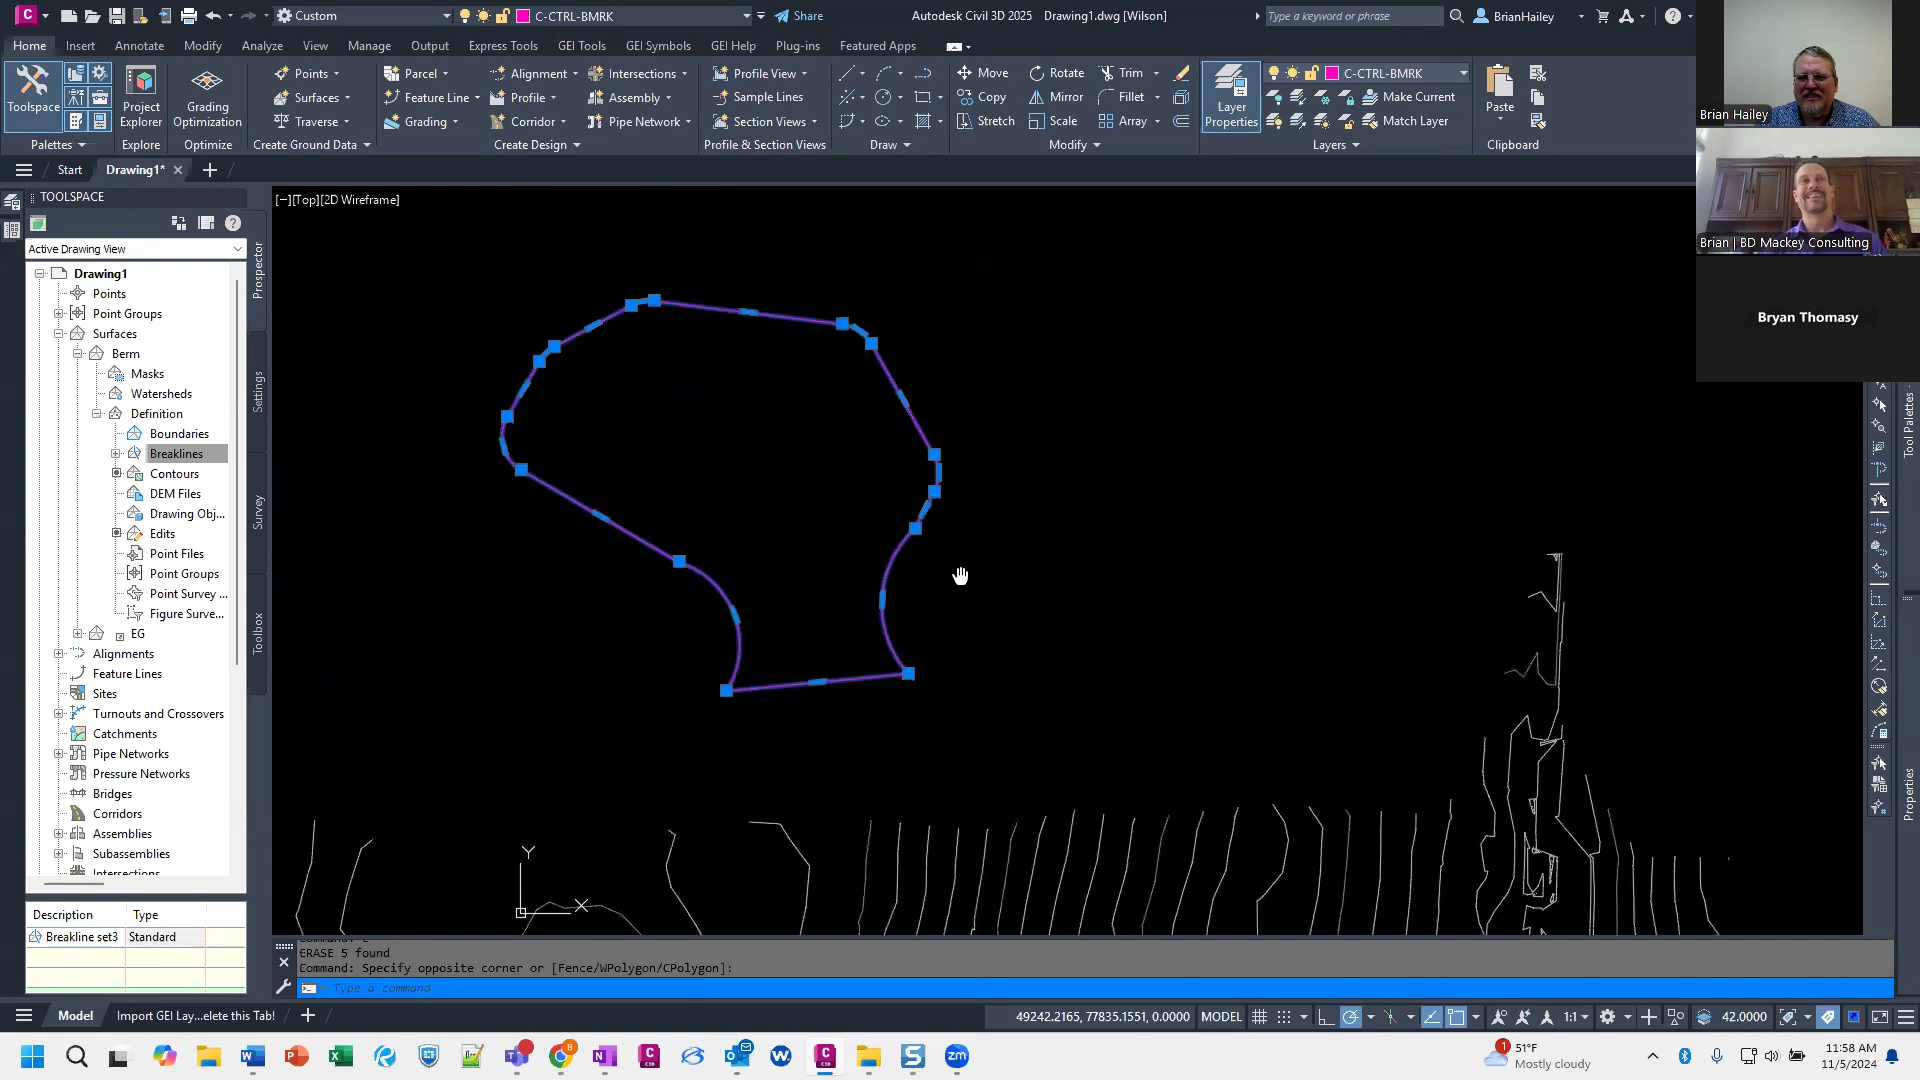 Custom
C-CTRL-BMRK
Share
Autodesk Civil 3D 2025 Drawing1.dwg [Wilson]
Type a keyword or phrase
BrianHailey
Home Insert Annotate Modify Analyze View Manage Output Express Tools GEI Tools GEI Symbols GEI Help Plug-ins Featured Apps
Toolspace
Palettes
Project Explorer
Explore
Grading Optimization
Optimize
Points
Surfaces
Traverse
Create Ground Data
Parcel
Feature Line
Grading
Alignment
Profile
Corridor
Intersections
Assembly
Pipe Network
Create Design
Profile View
Sample Lines
Section Views
Profile & Section Views
Draw
Move
Copy
Stretch
Rotate
Mirror
Scale
Trim
Fillet
Array
Modify
Layer Properties
C-CTRL-BMRK
Make Current
Match Layer
Layers
Paste
Clipboard
Brian Hailey
Brian | BD Mackey Consulting
Bryan Thomasy
Start
Drawing1*
TOOLSPACE
Active Drawing View
Drawing1
Points
Point Groups
Surfaces
Berm
Masks
Watersheds
Definition
Boundaries
Breaklines
Contours
DEM Files
Drawing Obj...
Edits
Point Files
Point Groups
Point Survey ...
Figure Surve...
EG
Alignments
Feature Lines
Sites
Turnouts and Crossovers
Catchments
Pipe Networks
Pressure Networks
Bridges
Corridors
Assemblies
Subassemblies
Intersections
Prospector
Settings
Survey
Toolbox
Description Type
Breakline set3 Standard
[−][Top][2D Wireframe]
Y
X
Tool Palettes
Properties
ERASE 5 found
Command: Specify opposite corner or [Fence/WPolygon/CPolygon]:
Type a command
Model
Import GEI Lay...elete this Tab!
49242.2165, 77835.1551, 0.0000
MODEL
1:1
42.0000
1
51°F
Mostly cloudy
11:58 AM
11/5/2024